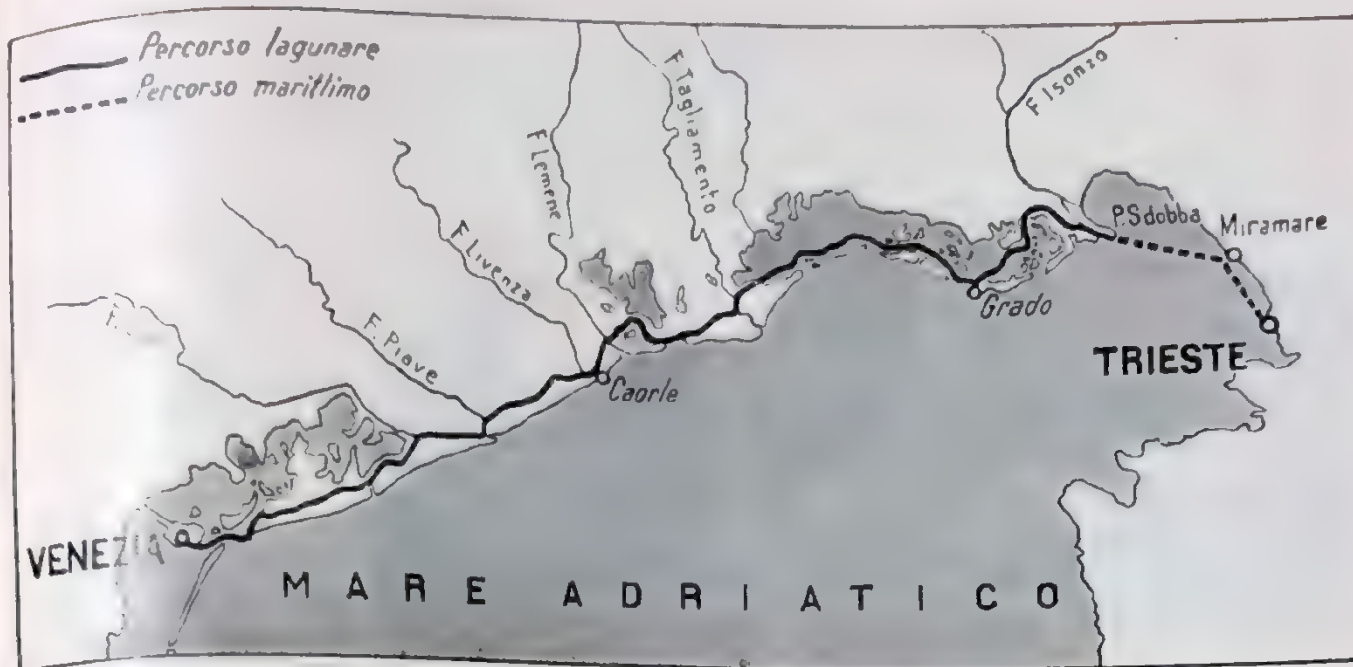 Percorso lagunare
Percorso marittimo
F Isonzo
F Tagliamento
F Lemene
F Livenza
F. Piave
P. Sdobba
Miramare
Grado
TRIESTE
Caorle
VENEZIA
MARE ADRIATICO